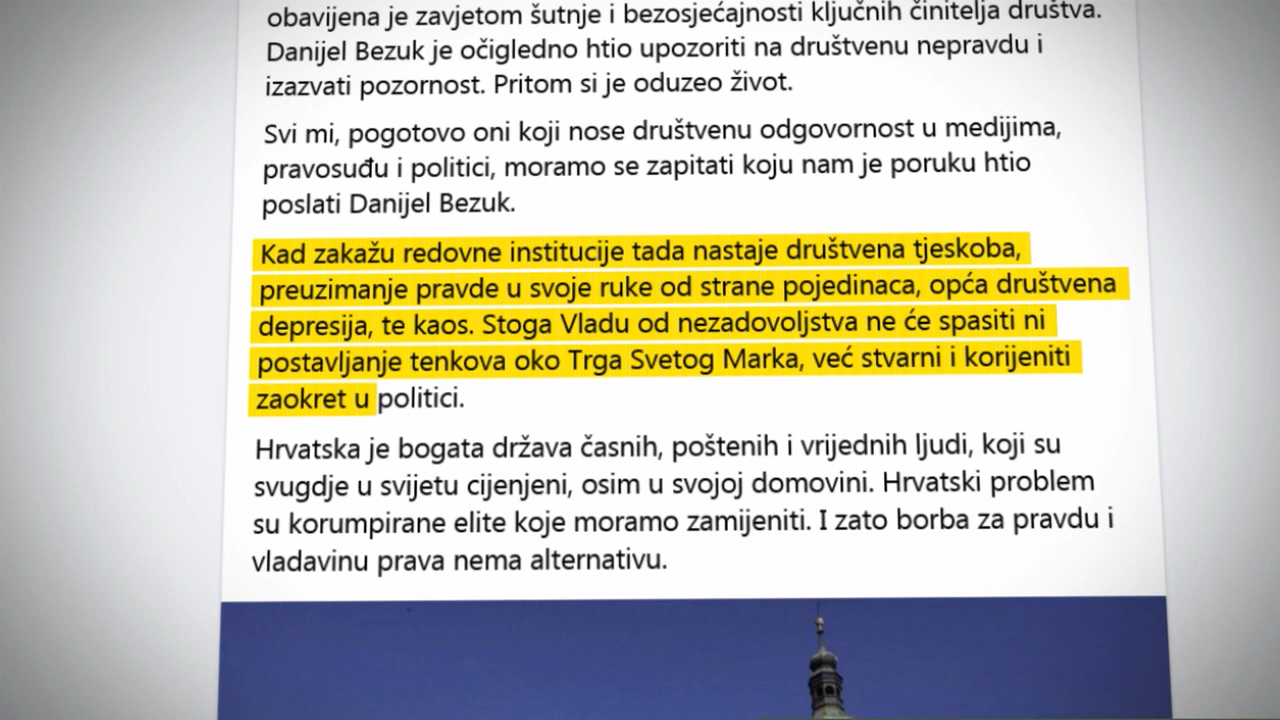 obavijena je zavjetom šutnje i bezosjećajnosti ključnih činitelja društva.
Danijel Bezuk je očigledno htio upozoriti na društvenu nepravdu i
izazvati pozornost. Pritom si je oduzeo život.
Svi mi, pogotovo oni koji nose društvenu odgovornost u medijima,
pravosuđu i politici, moramo se zapitati koju nam je poruku htio
poslati Danijel Bezuk.
Kad zakažu redovne institucije tada nastaje društvena tjeskoba,
preuzimanje pravde u svoje ruke od strane pojedinaca, opća društvena
depresija, te kaos. Stoga Vladu od nezadovoljstva ne će spasiti ni
postavljanje tenkova oko Trga Svetog Marka, već stvarni i korijeniti
zaokret u politici.
Hrvatska je bogata država časnih, poštenih i vrijednih ljudi, koji su
svugdje u svijetu cijenjeni, osim u svojoj domovini. Hrvatski problem
su korumpirane elite koje moramo zamijeniti. I zato borba za pravdu i
vladavinu prava nema alternativu.